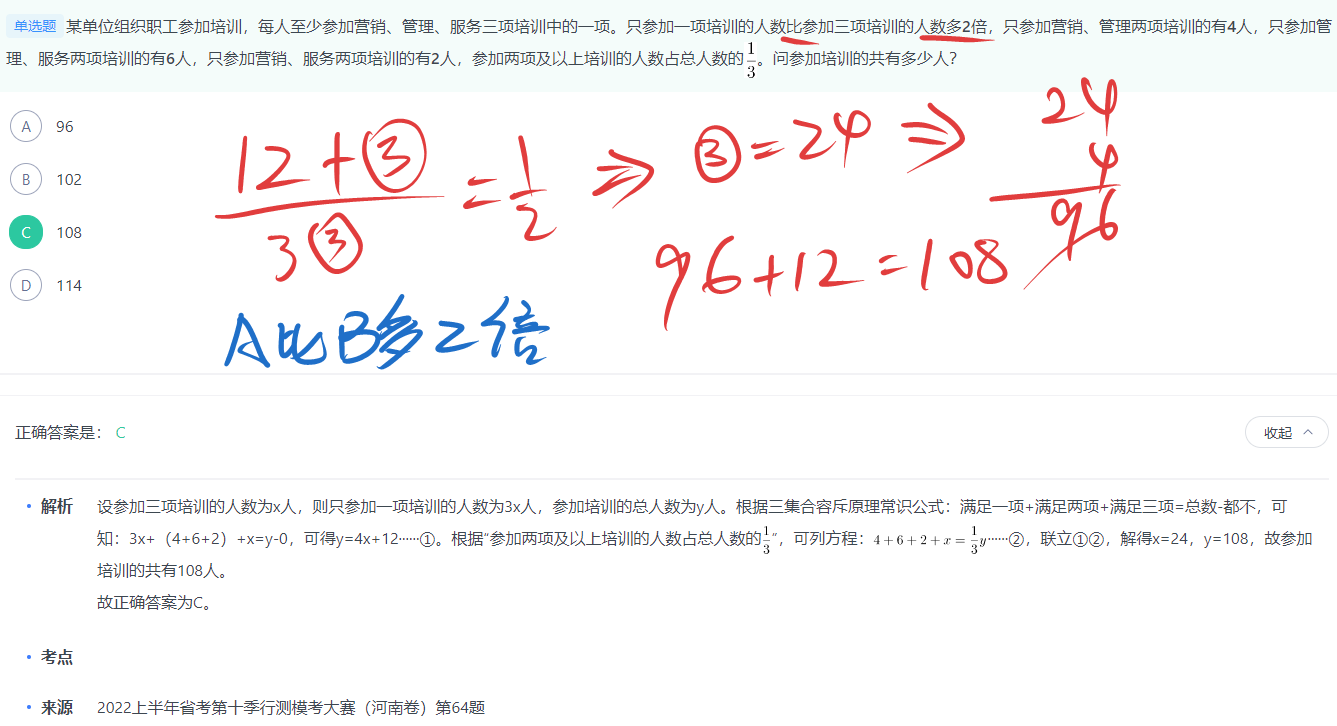 单选题 某单位组织职工参加培训，每人至少参加营销、管理、服务三项培训中的一项。只参加一项培训的人数比参加三项培训的人数多2倍，只参加营销、管理两项培训的有4人，只参加管
理、服务两项培训的有6人，只参加营销、服务两项培训的有2人，参加两项及以上培训的人数占总人数的1/3。问参加培训的共有多少人？
A 96
B 102
C 108
D 114
12+③/3③=1/2 ⇒ ③=24 ⇒
24
4
96
96+12=108
A比B多2倍
正确答案是： C
收起
解析 设参加三项培训的人数为x人，则只参加一项培训的人数为3x人，参加培训的总人数为y人。根据三集合容斥原理常识公式：满足一项+满足两项+满足三项=总数-都不，可
知：3x+（4+6+2）+x=y-0，可得y=4x+12……①。根据“参加两项及以上培训的人数占总人数的1/3”，可列方程：4+6+2+x=1/3y……②，联立①②，解得x=24，y=108，故参加
培训的共有108人。
故正确答案为C。
考点
来源 2022上半年省考第十季行测模考大赛（河南卷）第64题